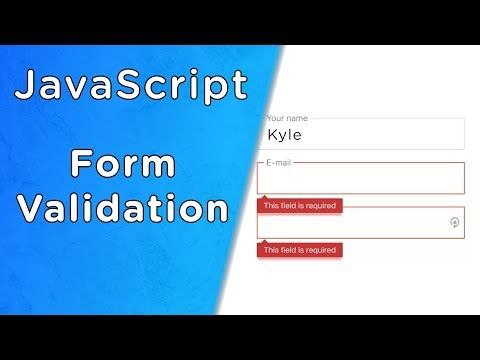 JavaScript
Form
Validation
Your name
Kyle
E-mail
This field is required
This field is required